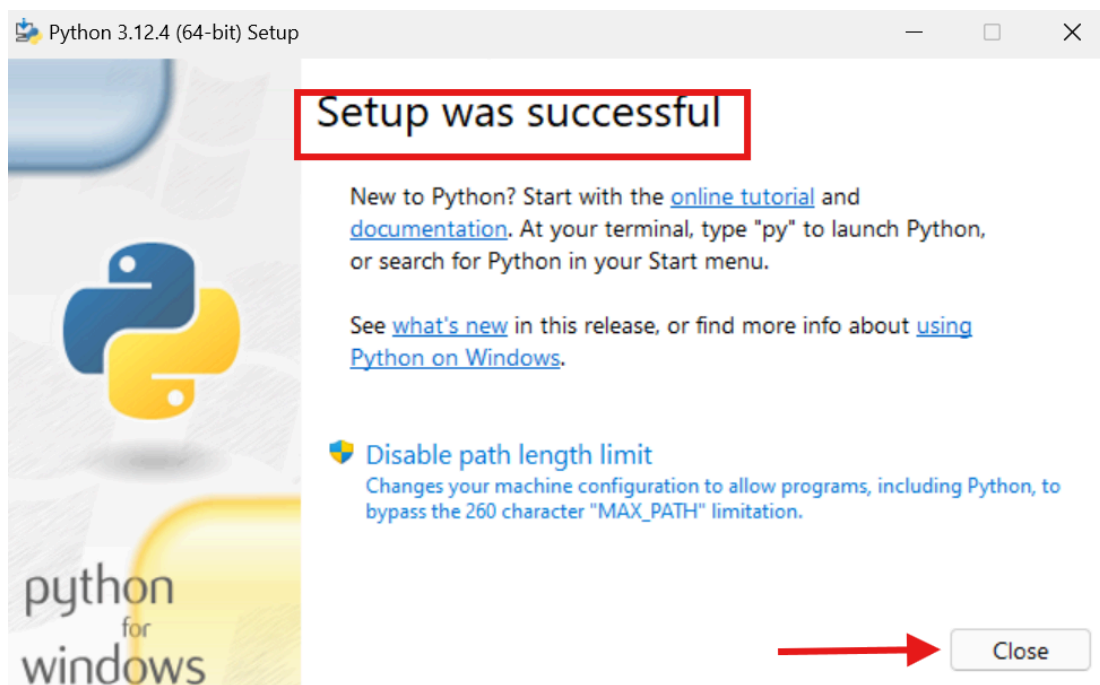 Python 3.12.4 (64-bit) Setup
Setup was successful
New to Python? Start with the online tutorial and
documentation. At your terminal, type "py" to launch Python,
or search for Python in your Start menu.
See what's new in this release, or find more info about using
Python on Windows.
Disable path length limit
Changes your machine configuration to allow programs, including Python, to
bypass the 260 character "MAX_PATH" limitation.
python
for
windows
Close